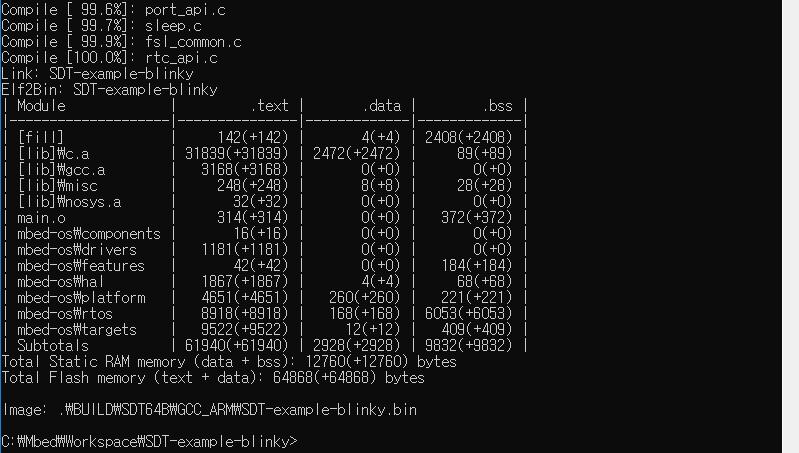 Compile [ 99.6%]: port_api.c
Compile [ 99.7%]: sleep.c
Compile [ 99.9%]: fsl_common.c
Compile [100.0%]: rtc_api.c
Link: SDT-example-blinky
Elf2Bin: SDT-example-blinky
| Module             |         .text |       .data |        .bss |
|--------------------|---------------|-------------|-------------|
| [fill]             |     142(+142) |       4(+4) |  2408(+2408) |
| [lib]₩c.a          | 31839(+31839) | 2472(+2472) |     89(+89) |
| [lib]₩gcc.a        |   3168(+3168) |       0(+0) |       0(+0) |
| [lib]₩misc         |     248(+248) |       8(+8) |     28(+28) |
| [lib]₩nosys.a      |       32(+32) |       0(+0) |       0(+0) |
| main.o             |     314(+314) |       0(+0) |   372(+372) |
| mbed-os₩components |       16(+16) |       0(+0) |       0(+0) |
| mbed-os₩drivers    |   1181(+1181) |       0(+0) |       0(+0) |
| mbed-os₩features   |       42(+42) |       0(+0) |   184(+184) |
| mbed-os₩hal        |   1867(+1867) |       4(+4) |     68(+68) |
| mbed-os₩platform   |   4651(+4651) |   260(+260) |   221(+221) |
| mbed-os₩rtos       |   8918(+8918) |   168(+168) | 6053(+6053) |
| mbed-os₩targets    |   9522(+9522) |     12(+12) |   409(+409) |
| Subtotals          | 61940(+61940) | 2928(+2928) | 9832(+9832) |
Total Static RAM memory (data + bss): 12760(+12760) bytes
Total Flash memory (text + data): 64868(+64868) bytes
Image: .₩BUILD₩SDT64B₩GCC_ARM₩SDT-example-blinky.bin
C:₩Mbed₩Workspace₩SDT-example-blinky>